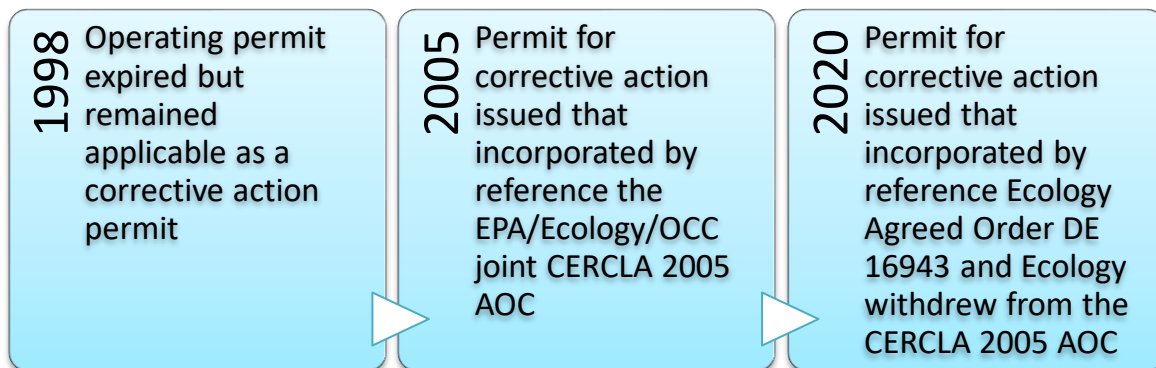 1998
Operating permit
expired but
remained
applicable as a
corrective action
permit
2005
Permit for
corrective action
issued that
incorporated by
reference the
EPA/Ecology/OCC
joint CERCLA 2005
AOC
2020
Permit for
corrective action
issued that
incorporated by
reference Ecology
Agreed Order DE
16943 and Ecology
withdrew from the
CERCLA 2005 AOC